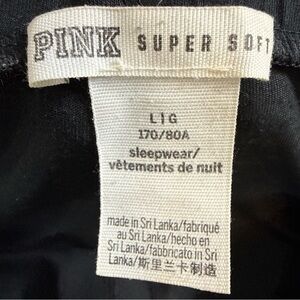 PINK SUPER SOFT
L | G
170/80A
sleepwear/
vêtements de nuit
made in Sri Lanka/fabriqué
au Sri Lanka/hecho en
Sri Lanka/fabricato in Sri
Lanka/斯里兰卡制造